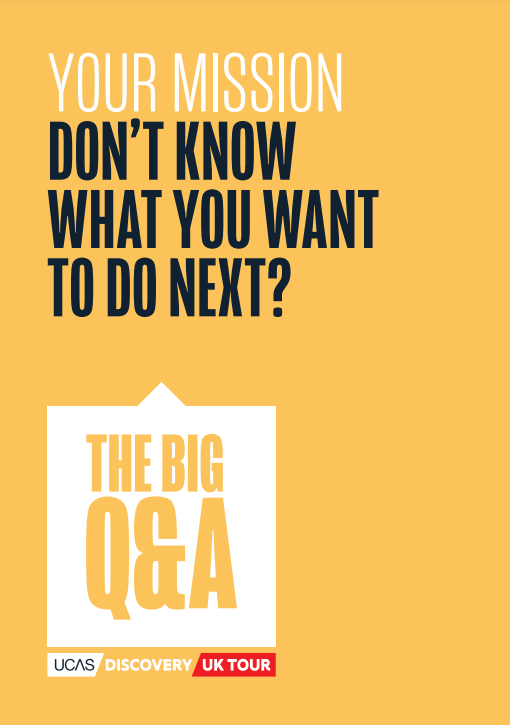 YOUR MISSION
DON'T KNOW
WHAT YOU WANT
TO DO NEXT?
THE BIG
Q&A
UCAS DISCOVERY UK TOUR